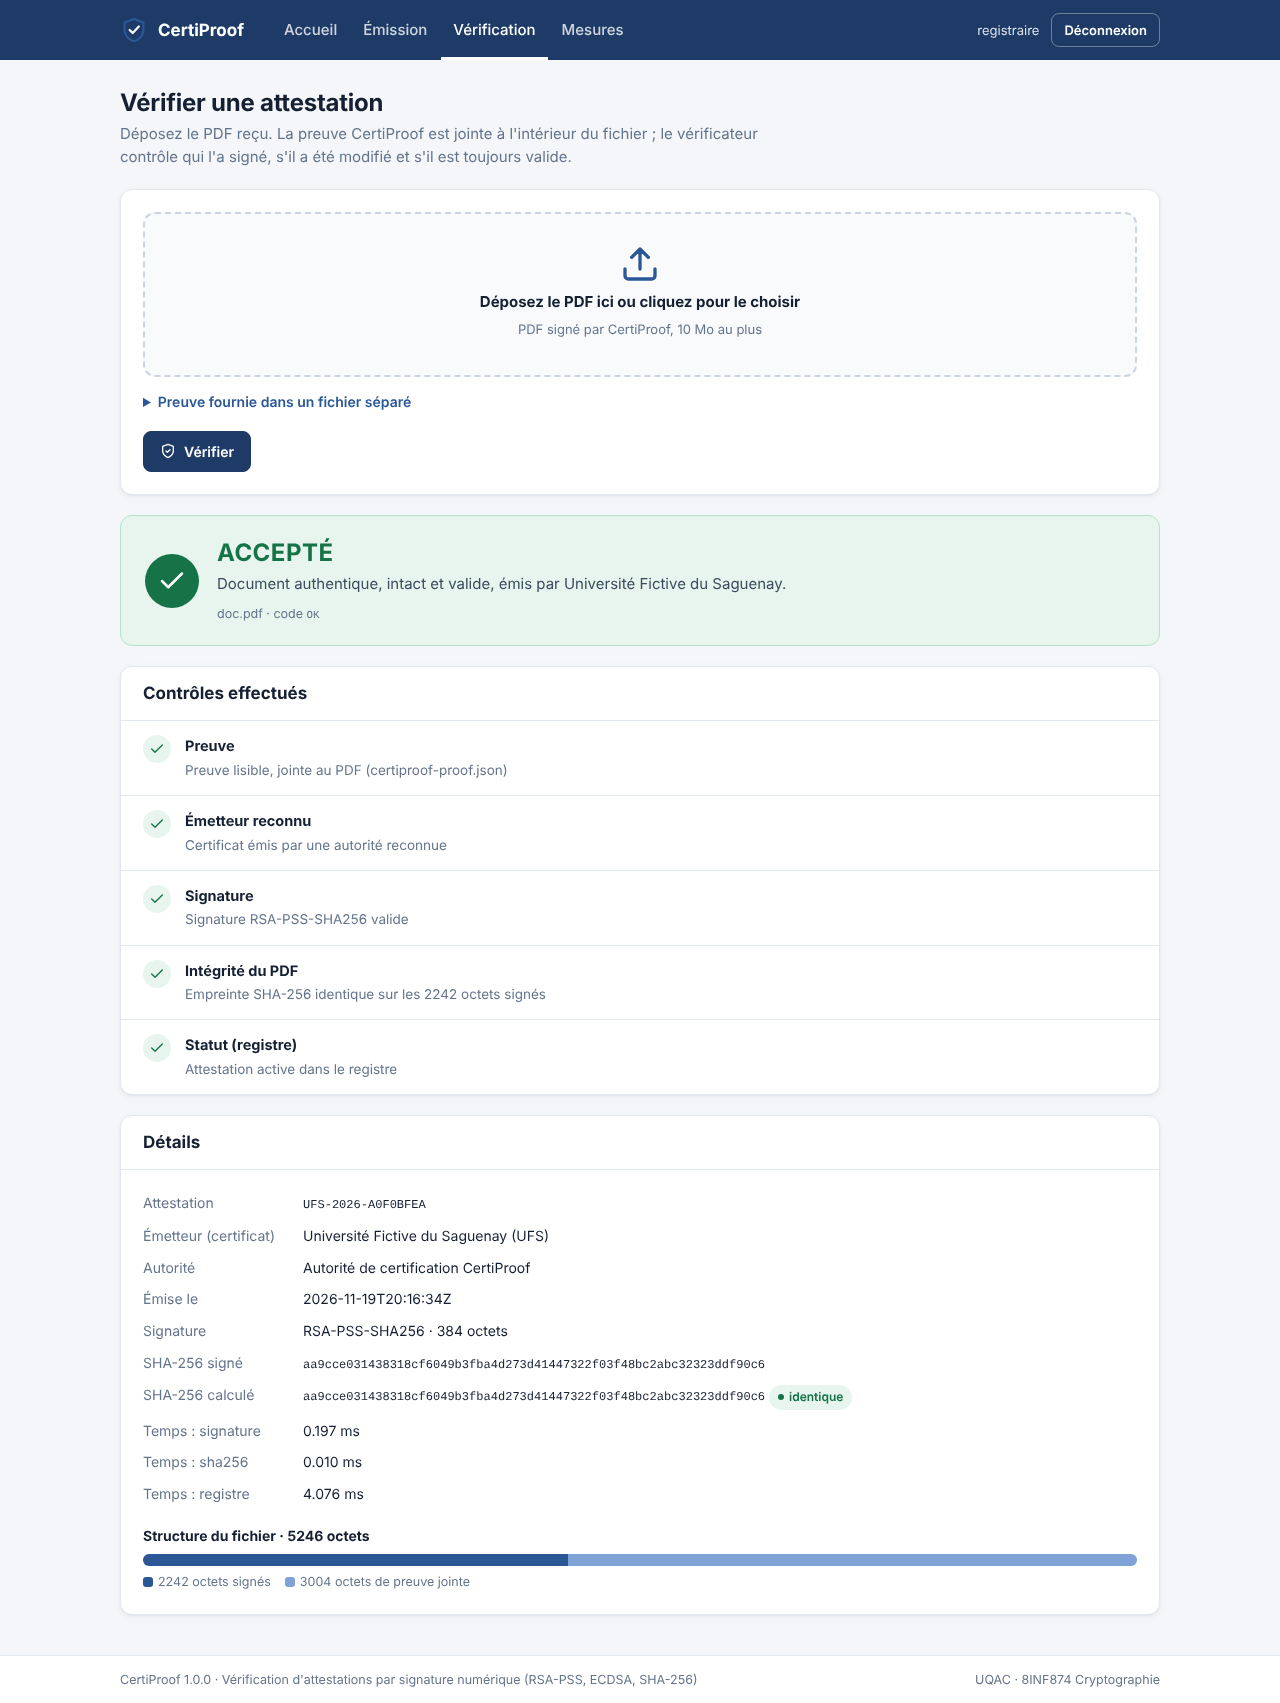 CertiProof
Accueil
Émission
Vérification
Mesures
registraire
Déconnexion
Vérifier une attestation
Déposez le PDF reçu. La preuve CertiProof est jointe à l'intérieur du fichier ; le vérificateur
contrôle qui l'a signé, s'il a été modifié et s'il est toujours valide.
Déposez le PDF ici ou cliquez pour le choisir
PDF signé par CertiProof, 10 Mo au plus
Preuve fournie dans un fichier séparé
Vérifier
ACCEPTÉ
Document authentique, intact et valide, émis par Université Fictive du Saguenay.
doc.pdf · code OK
Contrôles effectués
Preuve
Preuve lisible, jointe au PDF (certiproof-proof.json)
Émetteur reconnu
Certificat émis par une autorité reconnue
Signature
Signature RSA-PSS-SHA256 valide
Intégrité du PDF
Empreinte SHA-256 identique sur les 2242 octets signés
Statut (registre)
Attestation active dans le registre
Détails
Attestation UFS-2026-A0F0BFEA
Émetteur (certificat) Université Fictive du Saguenay (UFS)
Autorité Autorité de certification CertiProof
Émise le 2026-11-19T20:16:34Z
Signature RSA-PSS-SHA256 · 384 octets
SHA-256 signé aa9cce031438318cf6049b3fba4d273d41447322f03f48bc2abc32323ddf90c6
SHA-256 calculé aa9cce031438318cf6049b3fba4d273d41447322f03f48bc2abc32323ddf90c6 identique
Temps : signature 0.197 ms
Temps : sha256 0.010 ms
Temps : registre 4.076 ms
Structure du fichier · 5246 octets
2242 octets signés 3004 octets de preuve jointe
CertiProof 1.0.0 · Vérification d'attestations par signature numérique (RSA-PSS, ECDSA, SHA-256)
UQAC · 8INF874 Cryptographie